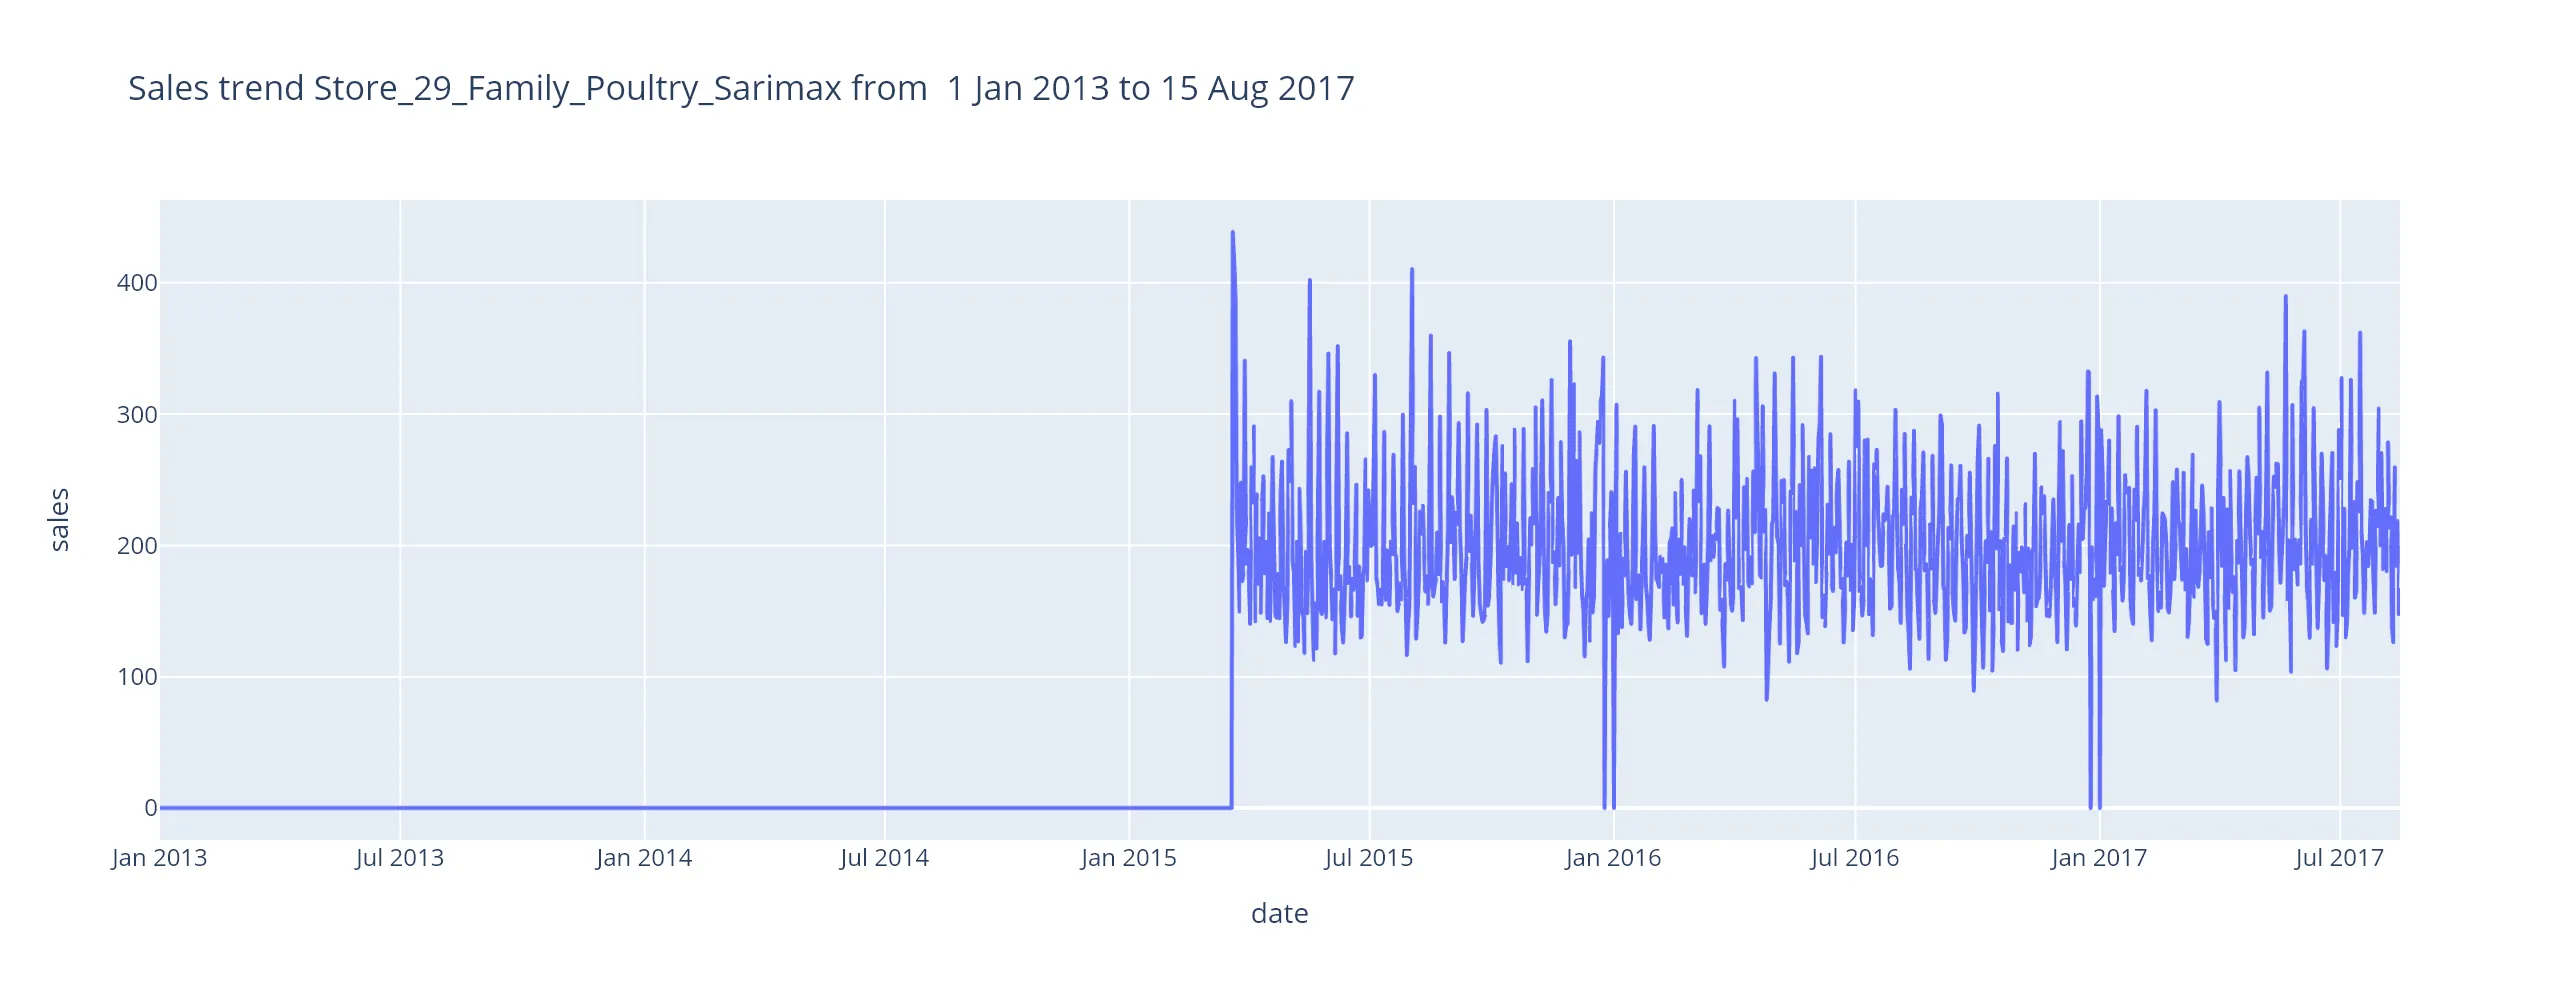 Sales trend Store_29_Family_Poultry_Sarimax from  1 Jan 2013 to 15 Aug 2017
400
300
200
100
0
sales
Jan 2013 Jul 2013 Jan 2014 Jul 2014 Jan 2015 Jul 2015 Jan 2016 Jul 2016 Jan 2017 Jul 2017
date